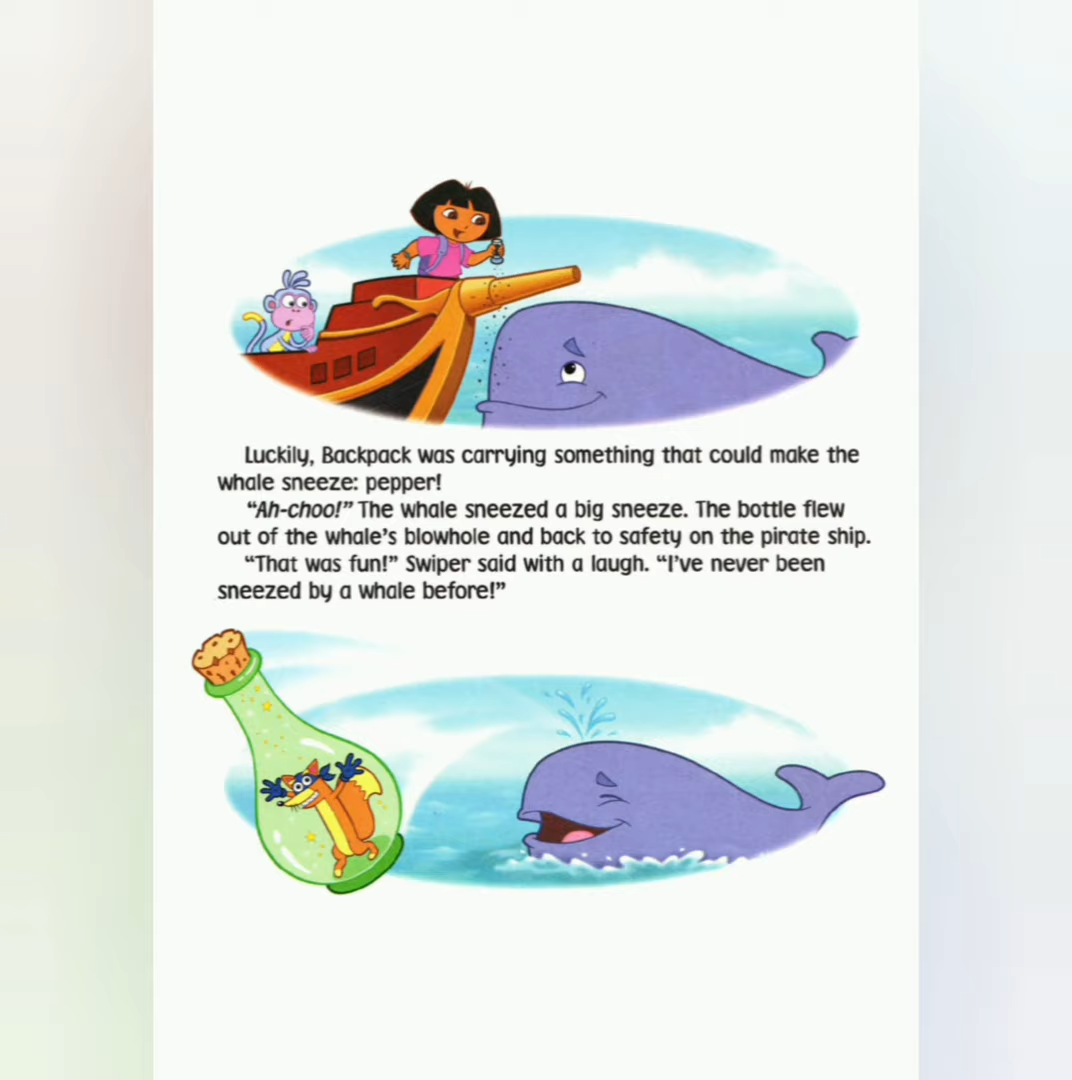 Luckily, Backpack was carrying something that could make the
whale sneeze: pepper!
“Ah-choo!” The whale sneezed a big sneeze. The bottle flew
out of the whale’s blowhole and back to safety on the pirate ship.
“That was fun!” Swiper said with a laugh. “I’ve never been
sneezed by a whale before!”